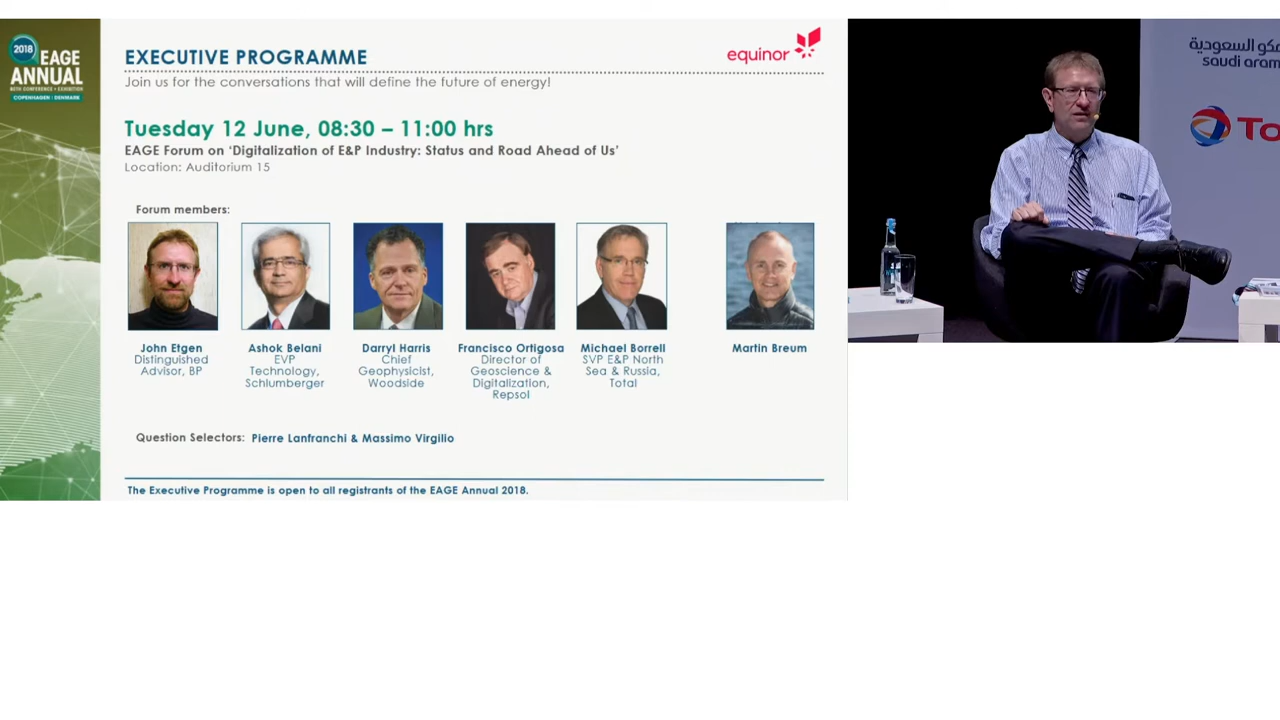 2018
EAGE
ANNUAL
80TH CONFERENCE + EXHIBITION
COPENHAGEN | DENMARK
EXECUTIVE PROGRAMME
equinor
Join us for the conversations that will define the future of energy!
Tuesday 12 June, 08:30 – 11:00 hrs
EAGE Forum on ‘Digitalization of E&P Industry: Status and Road Ahead of Us’
Location: Auditorium 15
Forum members:
John Etgen
Distinguished
Advisor, BP
Ashok Belani
EVP
Technology,
Schlumberger
Darryl Harris
Chief
Geophysicist,
Woodside
Francisco Ortigosa
Director of
Geoscience &
Digitalization,
Repsol
Michael Borrell
SVP E&P North
Sea & Russia,
Total
Martin Breum
Question Selectors: Pierre Lanfranchi & Massimo Virgilio
The Executive Programme is open to all registrants of the EAGE Annual 2018.
السعودية
saudi aram
To